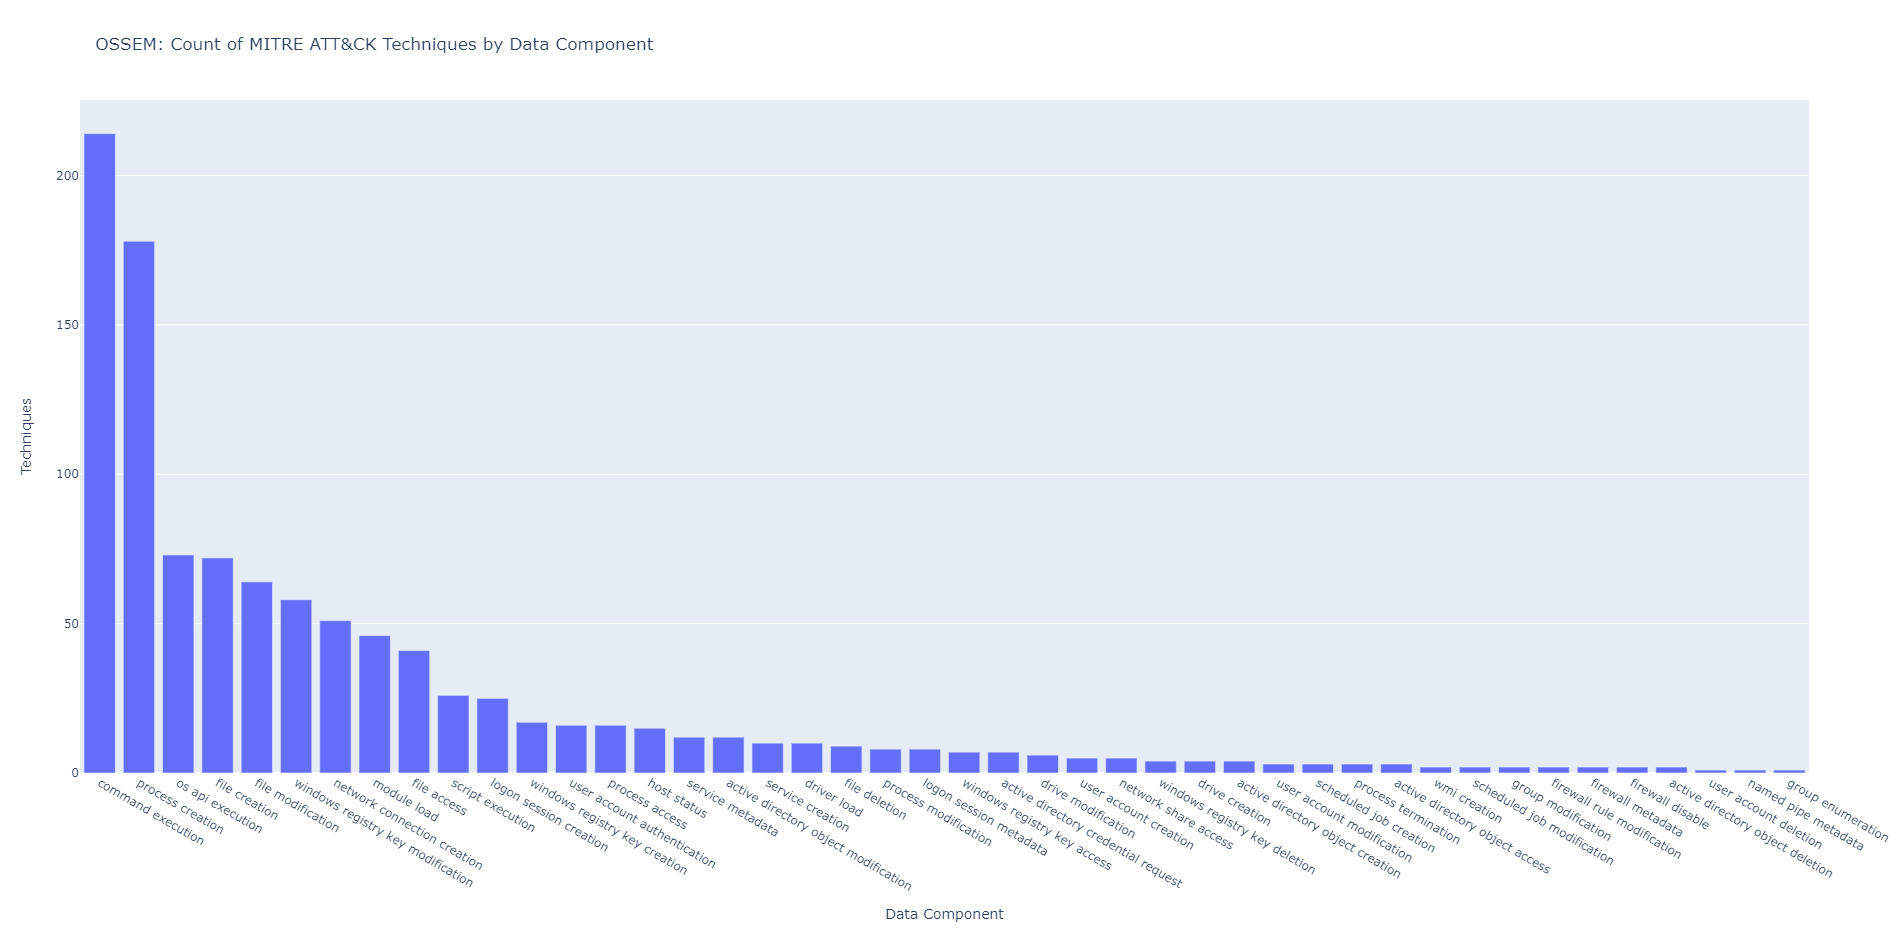 OSSEM: Count of MITRE ATT&CK Techniques by Data Component
Techniques
200
150
100
50
0
command execution
process creation
os api execution
file creation
file modification
windows registry key modification
network connection creation
module load
file access
script execution
logon session creation
windows registry key creation
user account authentication
process access
host status
service metadata
active directory object modification
service creation
driver load
file deletion
process modification
logon session metadata
windows registry key access
active directory credential request
drive modification
user account creation
network share access
windows registry key deletion
drive creation
active directory object creation
user account modification
scheduled job creation
process termination
active directory object access
wmi creation
scheduled job modification
group modification
firewall rule modification
firewall metadata
firewall disable
active directory object deletion
user account deletion
named pipe metadata
group enumeration
Data Component